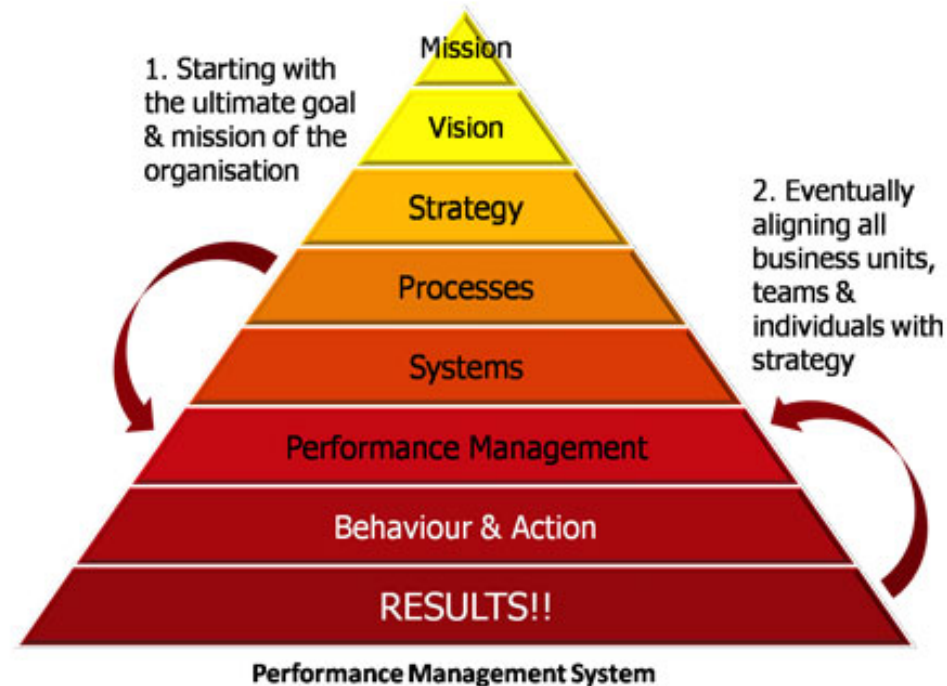 Mission
1. Starting with
the ultimate goal
& mission of the
organisation
Vision
Strategy
2. Eventually
aligning all
business units,
teams &
individuals with
strategy
Processes
Systems
Performance Management
Behaviour & Action
RESULTS!!
Performance Management System